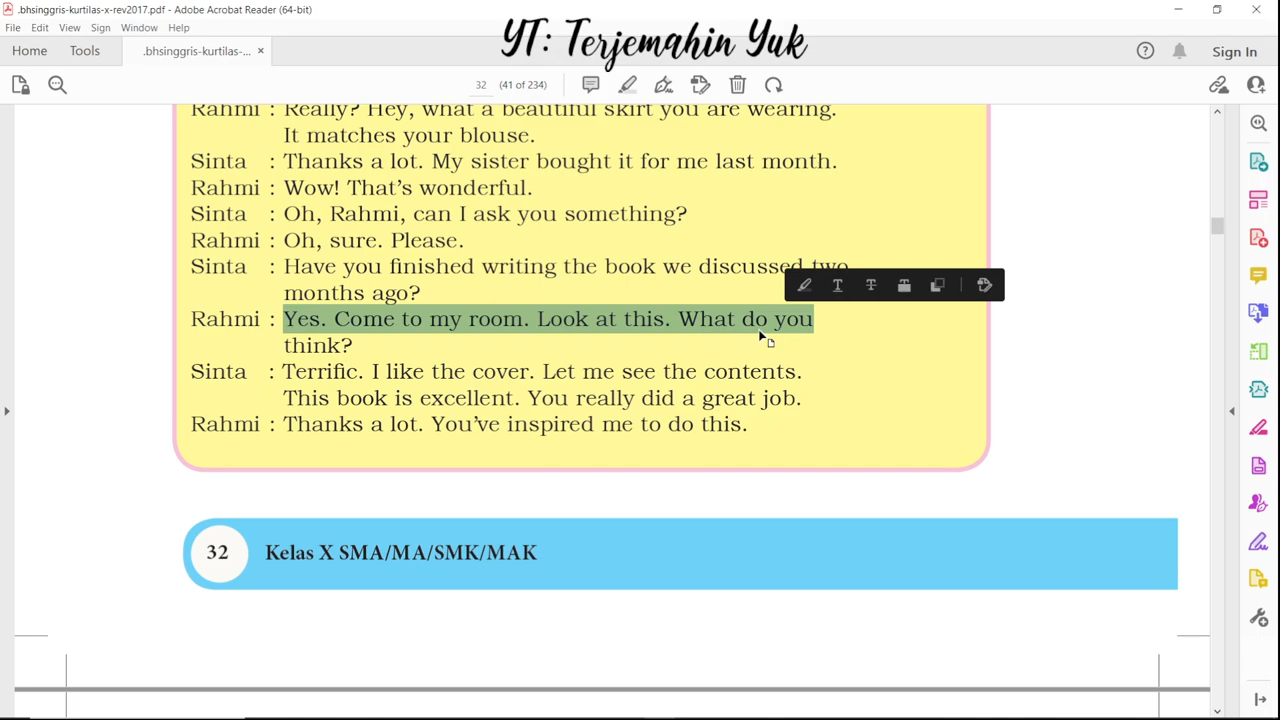 .bhsinggris-kurtilas-x-rev2017.pdf - Adobe Acrobat Reader (64-bit)
File Edit View Sign Window Help
YT: Terjemahin Yuk
Home Tools .bhsinggris-kurtilas-... × Sign In
32 (41 of 234)
Rahmi : Really? Hey, what a beautiful skirt you are wearing.
It matches your blouse.
Sinta : Thanks a lot. My sister bought it for me last month.
Rahmi : Wow! That's wonderful.
Sinta : Oh, Rahmi, can I ask you something?
Rahmi : Oh, sure. Please.
Sinta : Have you finished writing the book we discussed two
months ago?
Rahmi : Yes. Come to my room. Look at this. What do you
think?
Sinta : Terrific. I like the cover. Let me see the contents.
This book is excellent. You really did a great job.
Rahmi : Thanks a lot. You've inspired me to do this.
32 Kelas X SMA/MA/SMK/MAK